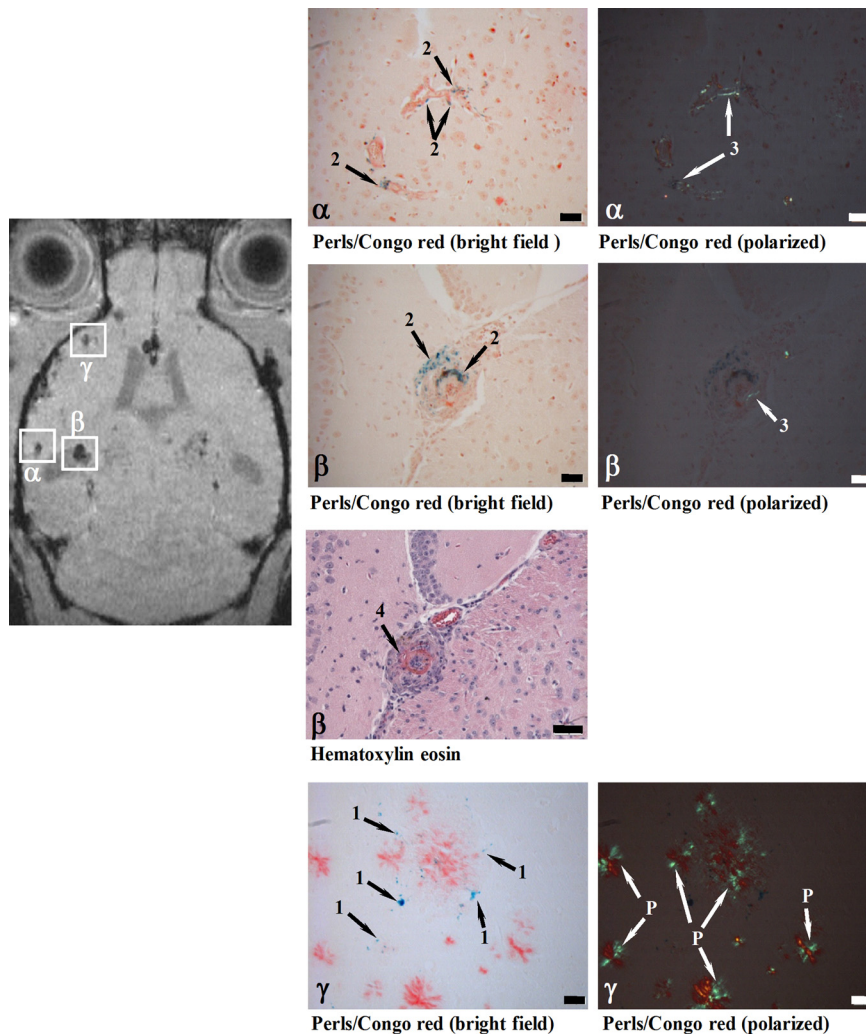 2
2
2
α
Perls/Congo red (bright field )
3
α
Perls/Congo red (polarized)
γ
β
α
2
2
β
Perls/Congo red (bright field)
3
β
Perls/Congo red (polarized)
4
β
Hematoxylin eosin
1
1
1
1
1
γ
Perls/Congo red (bright field)
P
P
P
P
γ
Perls/Congo red (polarized)